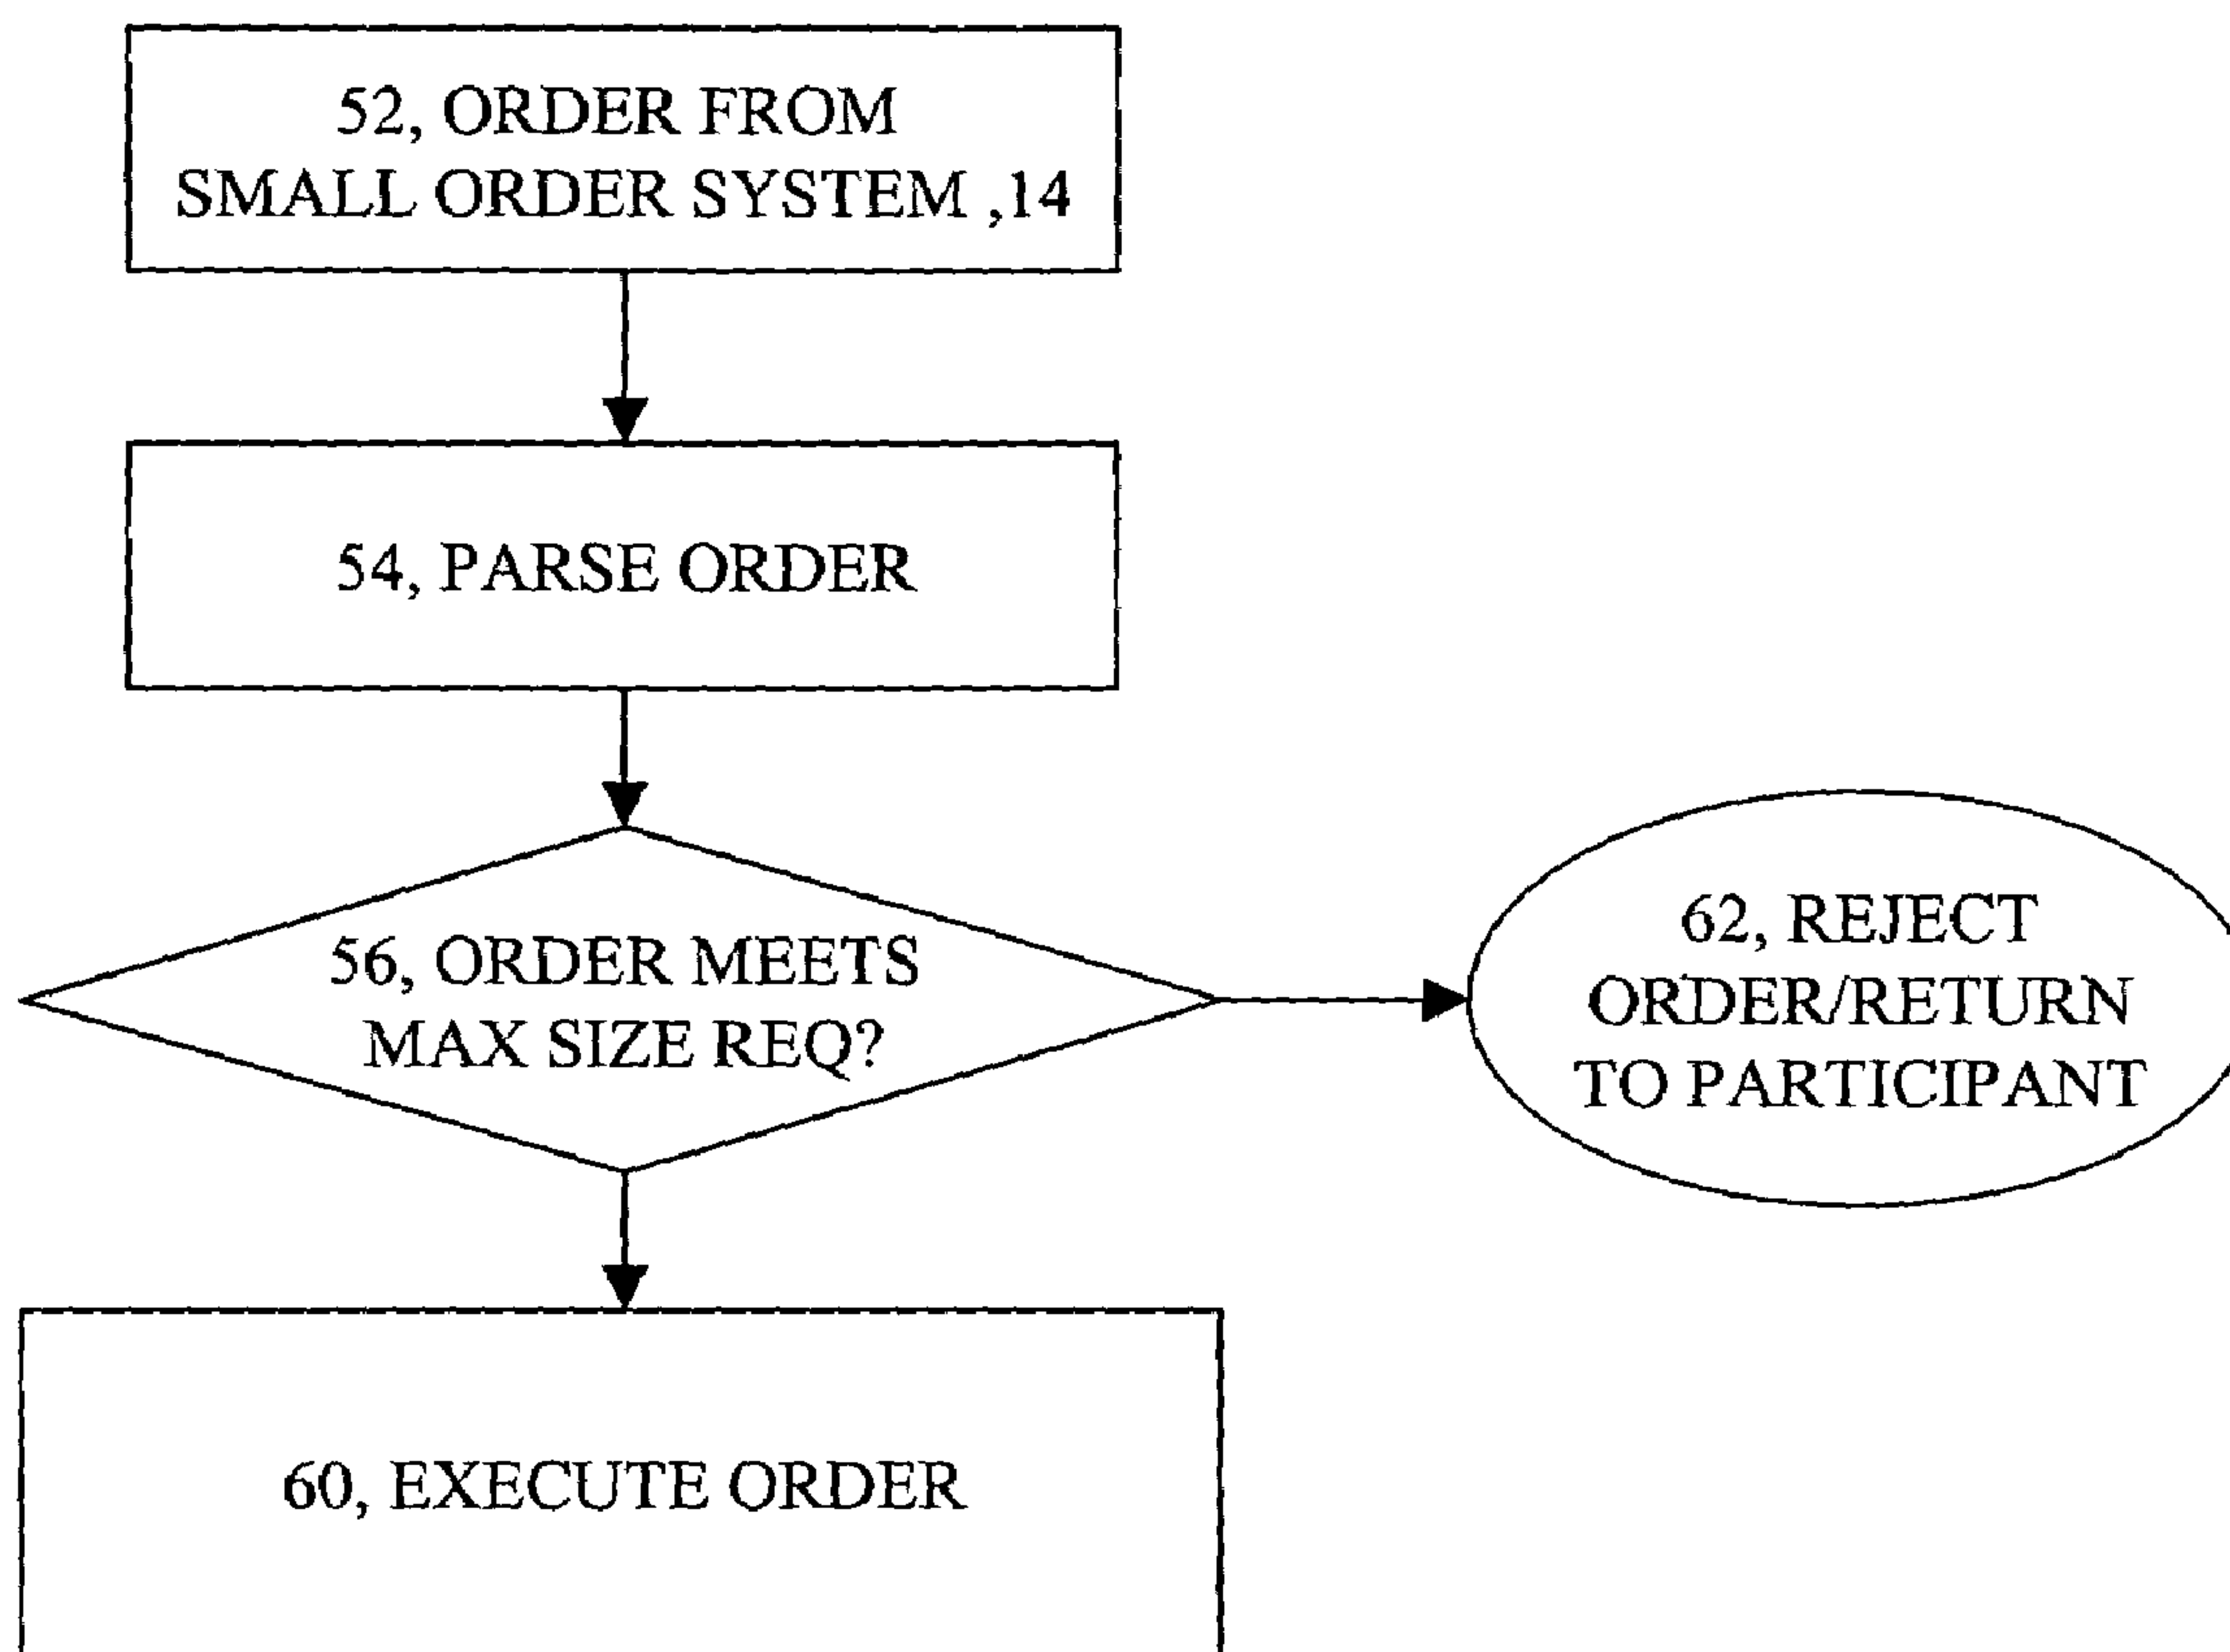 52, ORDER FROM
SMALL ORDER SYSTEM ,14
54, PARSE ORDER
56, ORDER MEETS
MAX SIZE REQ?
62, REJECT
ORDER/RETURN
TO PARTICIPANT
60, EXECUTE ORDER